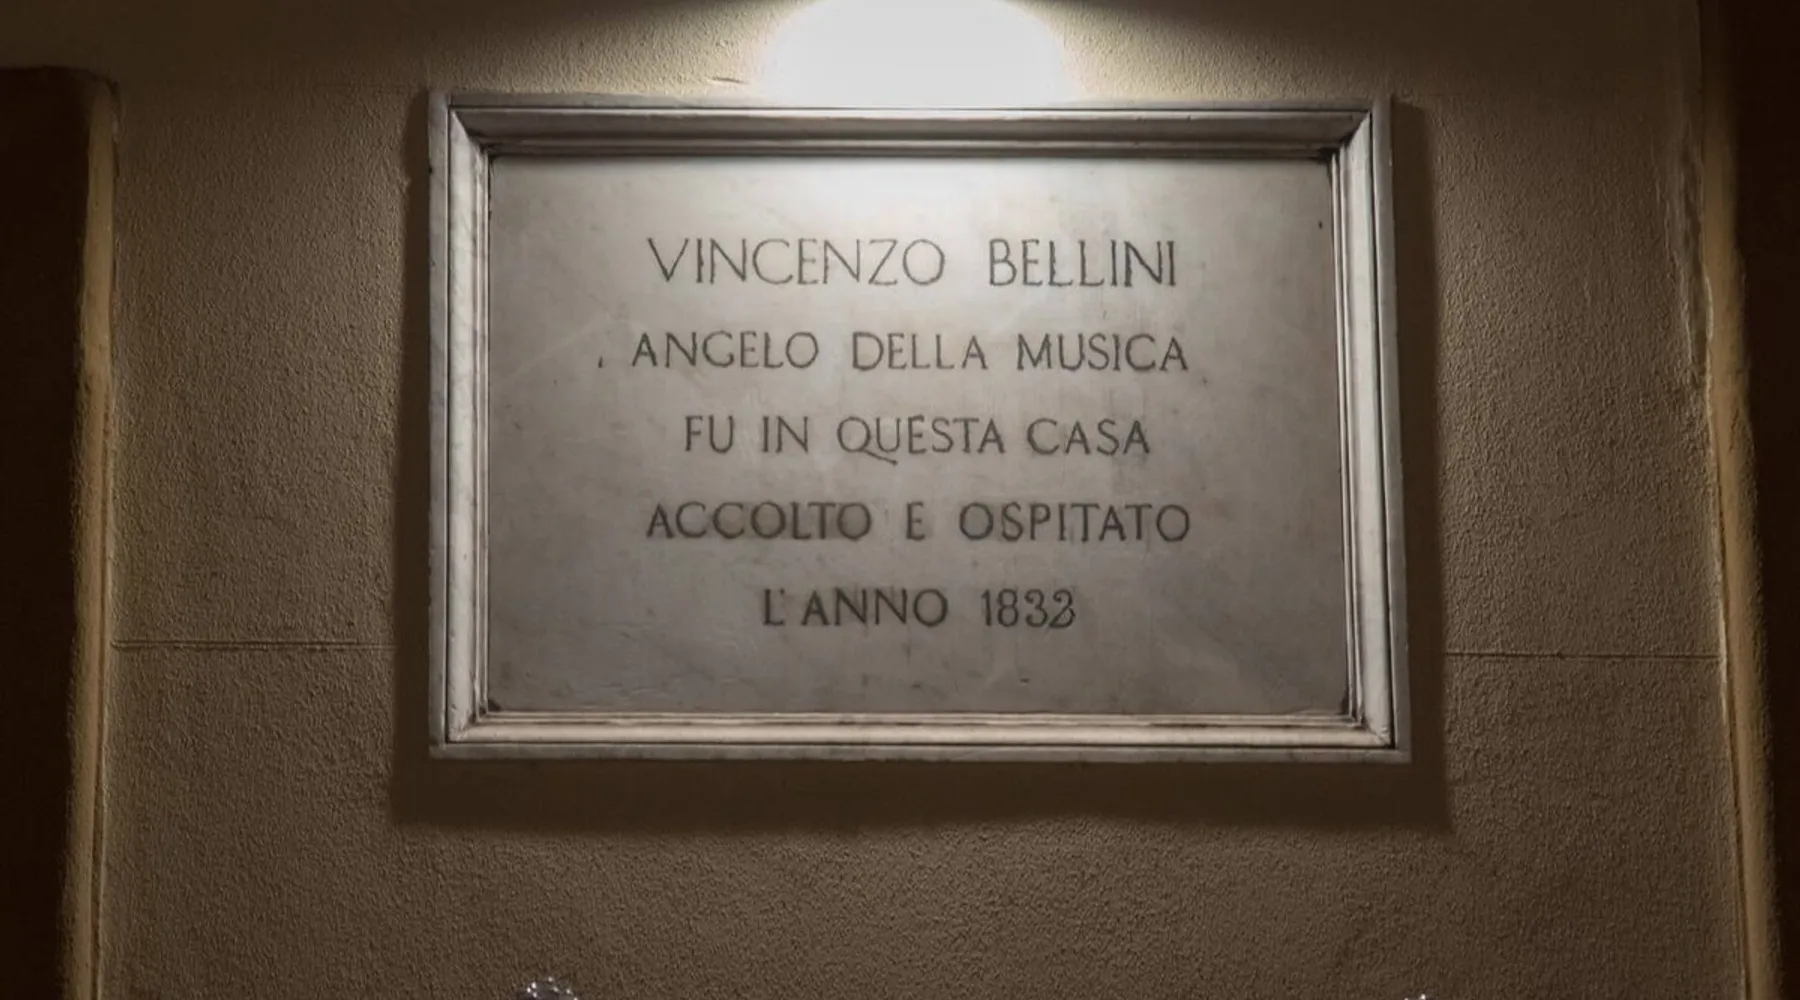 VINCENZO BELLINI
ANGELO DELLA MUSICA
FU IN QUESTA CASA
ACCOLTO E OSPITATO
L'ANNO 1832